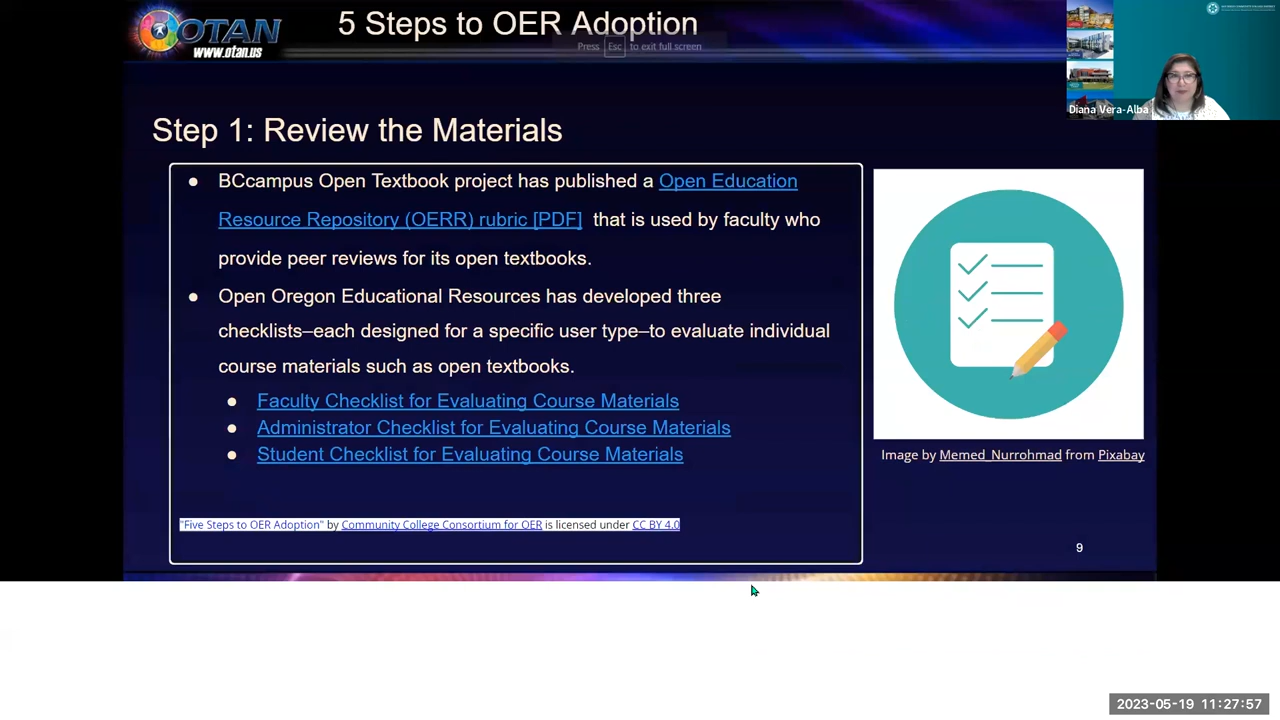 OTAN
www.otan.us
5 Steps to OER Adoption
Press Esc to exit full screen
Diana Vera-Alba
Step 1: Review the Materials
● BCcampus Open Textbook project has published a Open Education
Resource Repository (OERR) rubric [PDF] that is used by faculty who
provide peer reviews for its open textbooks.
● Open Oregon Educational Resources has developed three
checklists–each designed for a specific user type–to evaluate individual
course materials such as open textbooks.
● Faculty Checklist for Evaluating Course Materials
● Administrator Checklist for Evaluating Course Materials
● Student Checklist for Evaluating Course Materials
Image by Memed_Nurrohmad from Pixabay
"Five Steps to OER Adoption" by Community College Consortium for OER is licensed under CC BY 4.0
9
2023-05-19 11:27:57